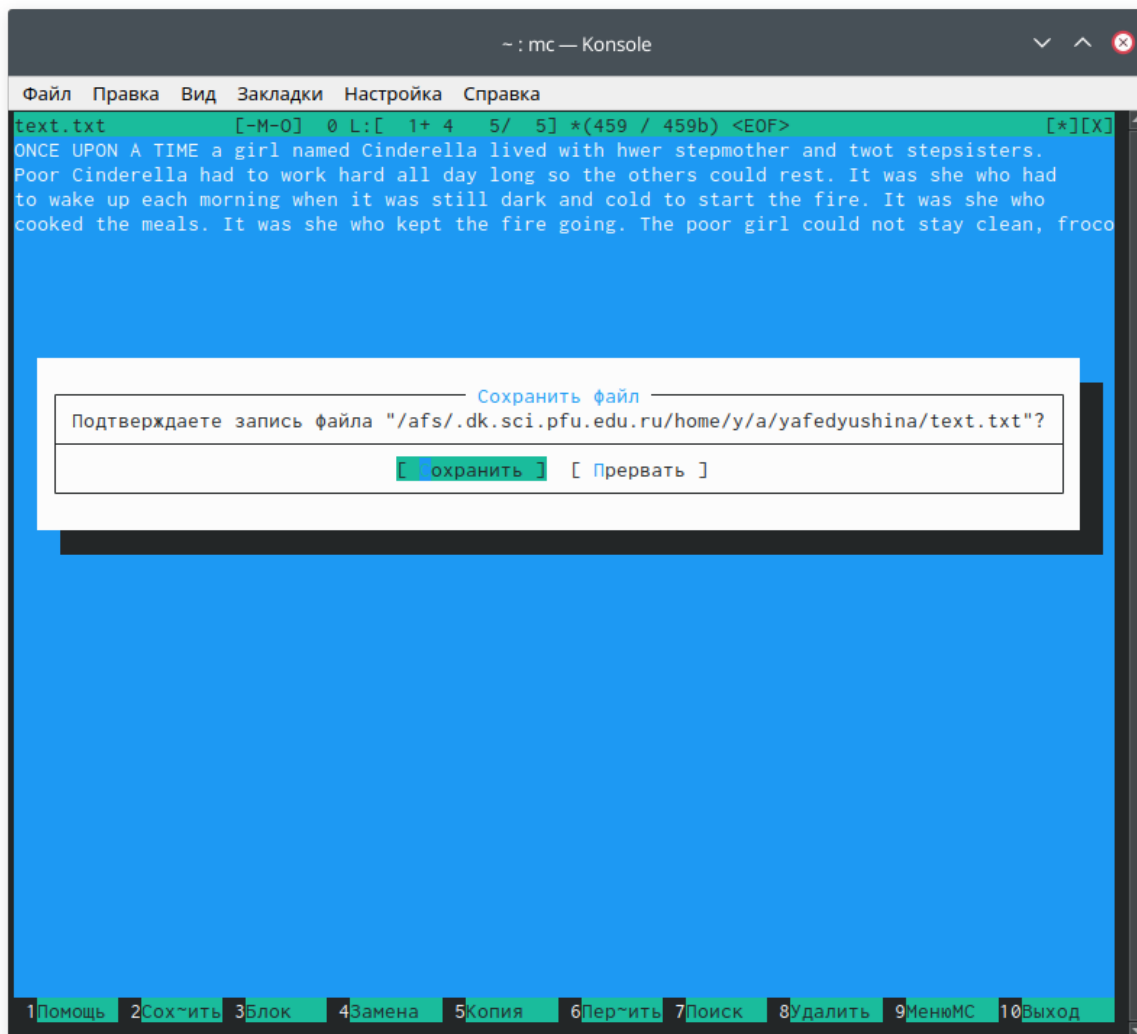 ~ : mc — Konsole
Файл Правка Вид Закладки Настройка Справка
text.txt [-M-O] 0 L:[ 1+ 4 5/ 5] *(459 / 459b) <EOF> [*][X]
ONCE UPON A TIME a girl named Cinderella lived with hwer stepmother and twot stepsisters.
Poor Cinderella had to work hard all day long so the others could rest. It was she who had
to wake up each morning when it was still dark and cold to start the fire. It was she who
cooked the meals. It was she who kept the fire going. The poor girl could not stay clean, froco
Сохранить файл
Подтверждаете запись файла "/afs/.dk.sci.pfu.edu.ru/home/y/a/yafedyushina/text.txt"?
[ Сохранить ] [ Прервать ]
1Помощь 2Сох~ить 3Блок 4Замена 5Копия 6Пер~ить 7Поиск 8Удалить 9МенюМС 10Выход